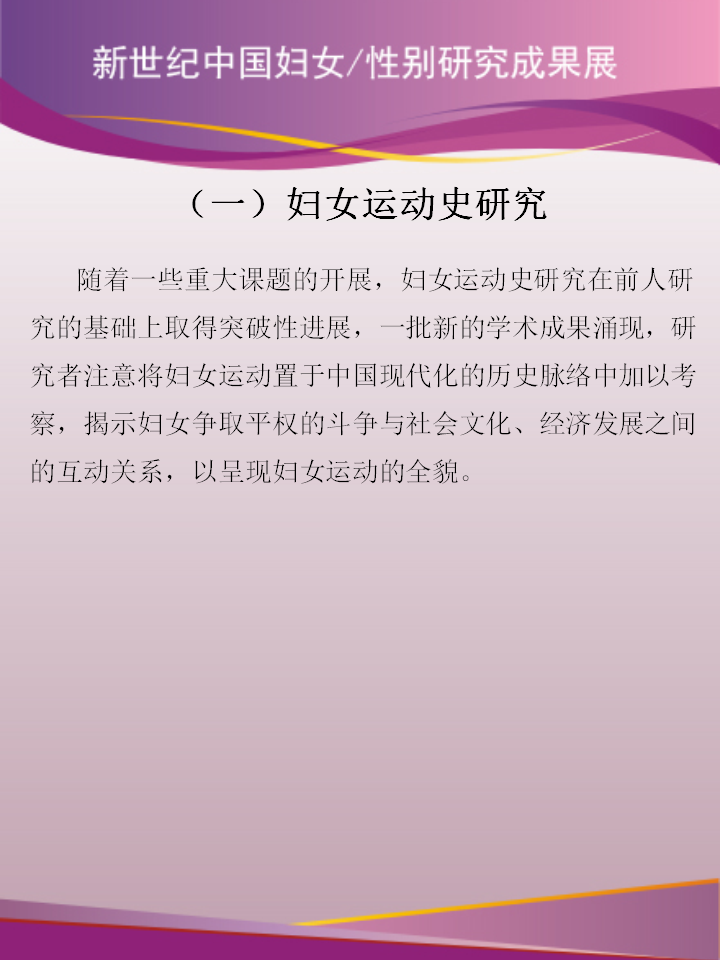 新世纪中国妇女/性别研究成果展
（一）妇女运动史研究
随着一些重大课题的开展，妇女运动史研究在前人研
究的基础上取得突破性进展，一批新的学术成果涌现，研
究者注意将妇女运动置于中国现代化的历史脉络中加以考
察，揭示妇女争取平权的斗争与社会文化、经济发展之间
的互动关系，以呈现妇女运动的全貌。